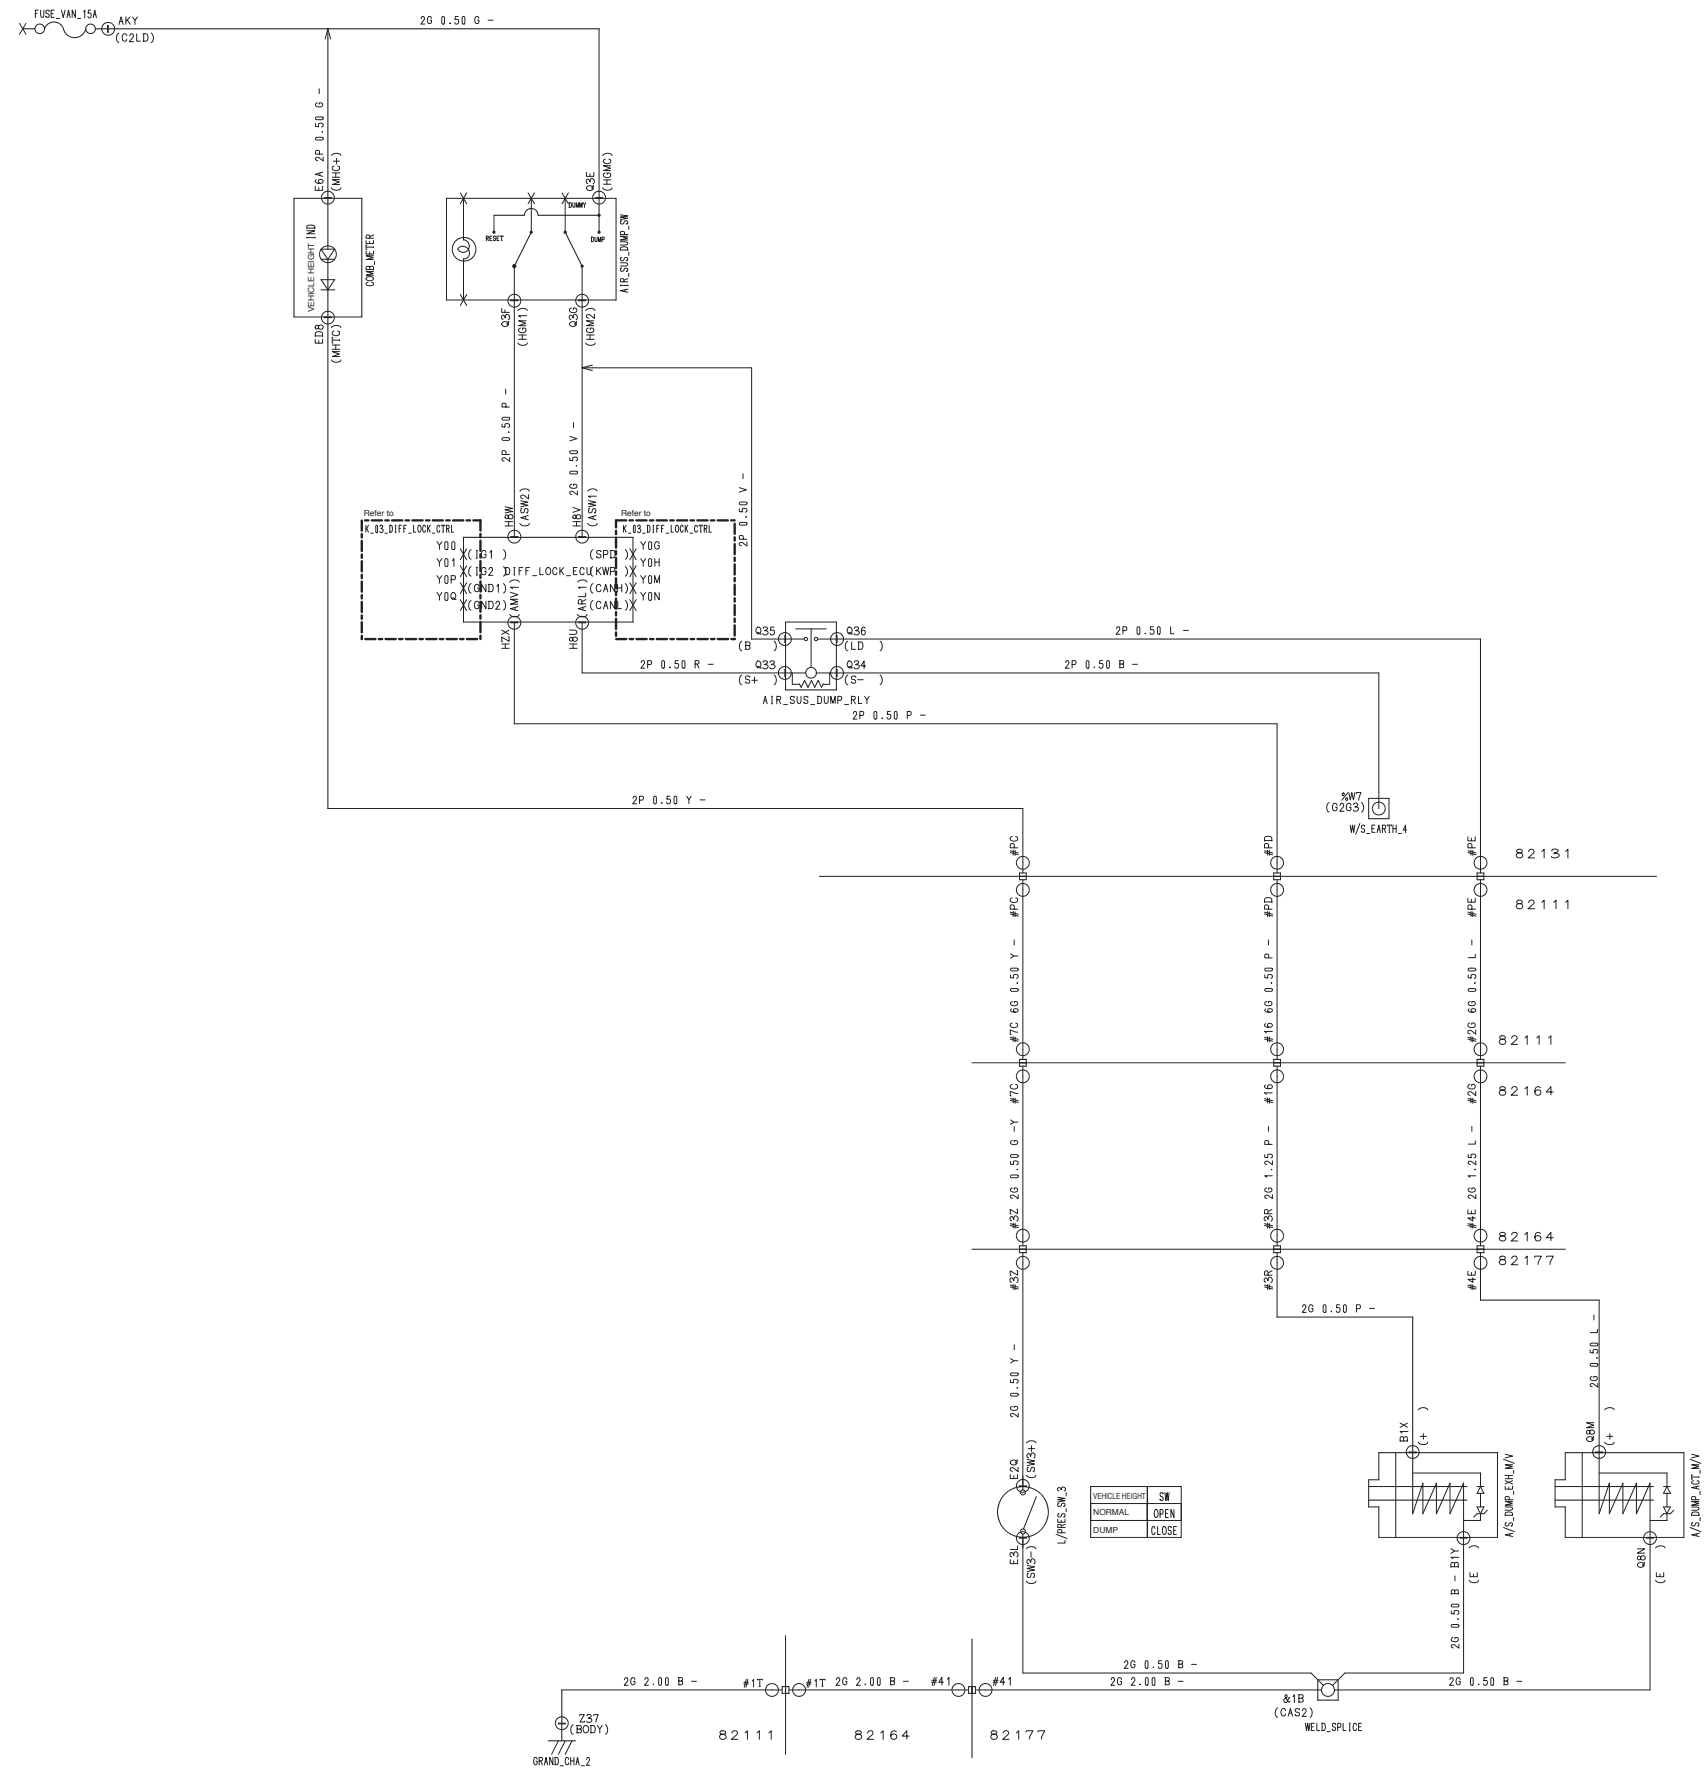 FUSE_VAN_15A
AKY
(C2LD)
2G 0.50 G -
2P 0.50 G -
E6A
(MHC+)
VEHICLE HEIGHT IND
COMB_METER
ED8
(MHTC)
Q3E
(HGMC)
DUMMY
RESET
DUMP
AIR_SUS_DUMP_SW
Q3F
(HGM1)
Q3G
(HGM2)
2P 0.50 P -
2G 0.50 V -
2P 0.50 V -
H8W
(ASW2)
H8V
(ASW1)
Refer to
K_03_DIFF_LOCK_CTRL
Refer to
K_03_DIFF_LOCK_CTRL
Y00
(IG1 )
(SPD )
Y0G
Y01
(IG2 )
DIFF_LOCK_ECU
(KWP )
Y0H
Y0P
(GND1)
(CANH)
Y0M
Y0Q
(GND2)
(CANL)
Y0N
(AMV1)
(ARL1)
HZX
H8U
Q35
(B )
Q36
(LD )
2P 0.50 L -
2P 0.50 R -
Q33
(S+ )
Q34
(S- )
2P 0.50 B -
AIR_SUS_DUMP_RLY
2P 0.50 P -
2P 0.50 Y -
%W7
(G2G3)
W/S_EARTH_4
#PC
#PD
#PE
82131
#PC
#PD
#PE
82111
6G 0.50 Y -
6G 0.50 P -
6G 0.50 L -
#7C
#16
#2G
82111
#7C
#16
#2G
82164
2G 0.50 G -Y
2G 1.25 P -
2G 1.25 L -
#3Z
#3R
#4E
82164
#3Z
#3R
#4E
82177
2G 0.50 P -
2G 0.50 Y -
2G 0.50 L -
E2Q
(SW3+)
L/PRES_SW_3
E3L
(SW3-)
VEHICLE HEIGHT SW
NORMAL OPEN
DUMP CLOSE
B1X
(+ )
A/S_DUMP_EXH_M/V
B1Y
(E )
Q8M
(+ )
A/S_DUMP_ACT_M/V
Q8N
(E )
2G 0.50 B -
2G 0.50 B -
2G 2.00 B -
#1T
#1T
2G 2.00 B -
#41
#41
2G 2.00 B -
2G 0.50 B -
&1B
(CAS2)
WELD_SPLICE
Z37
(BODY)
GRAND_CHA_2
82111
82164
82177